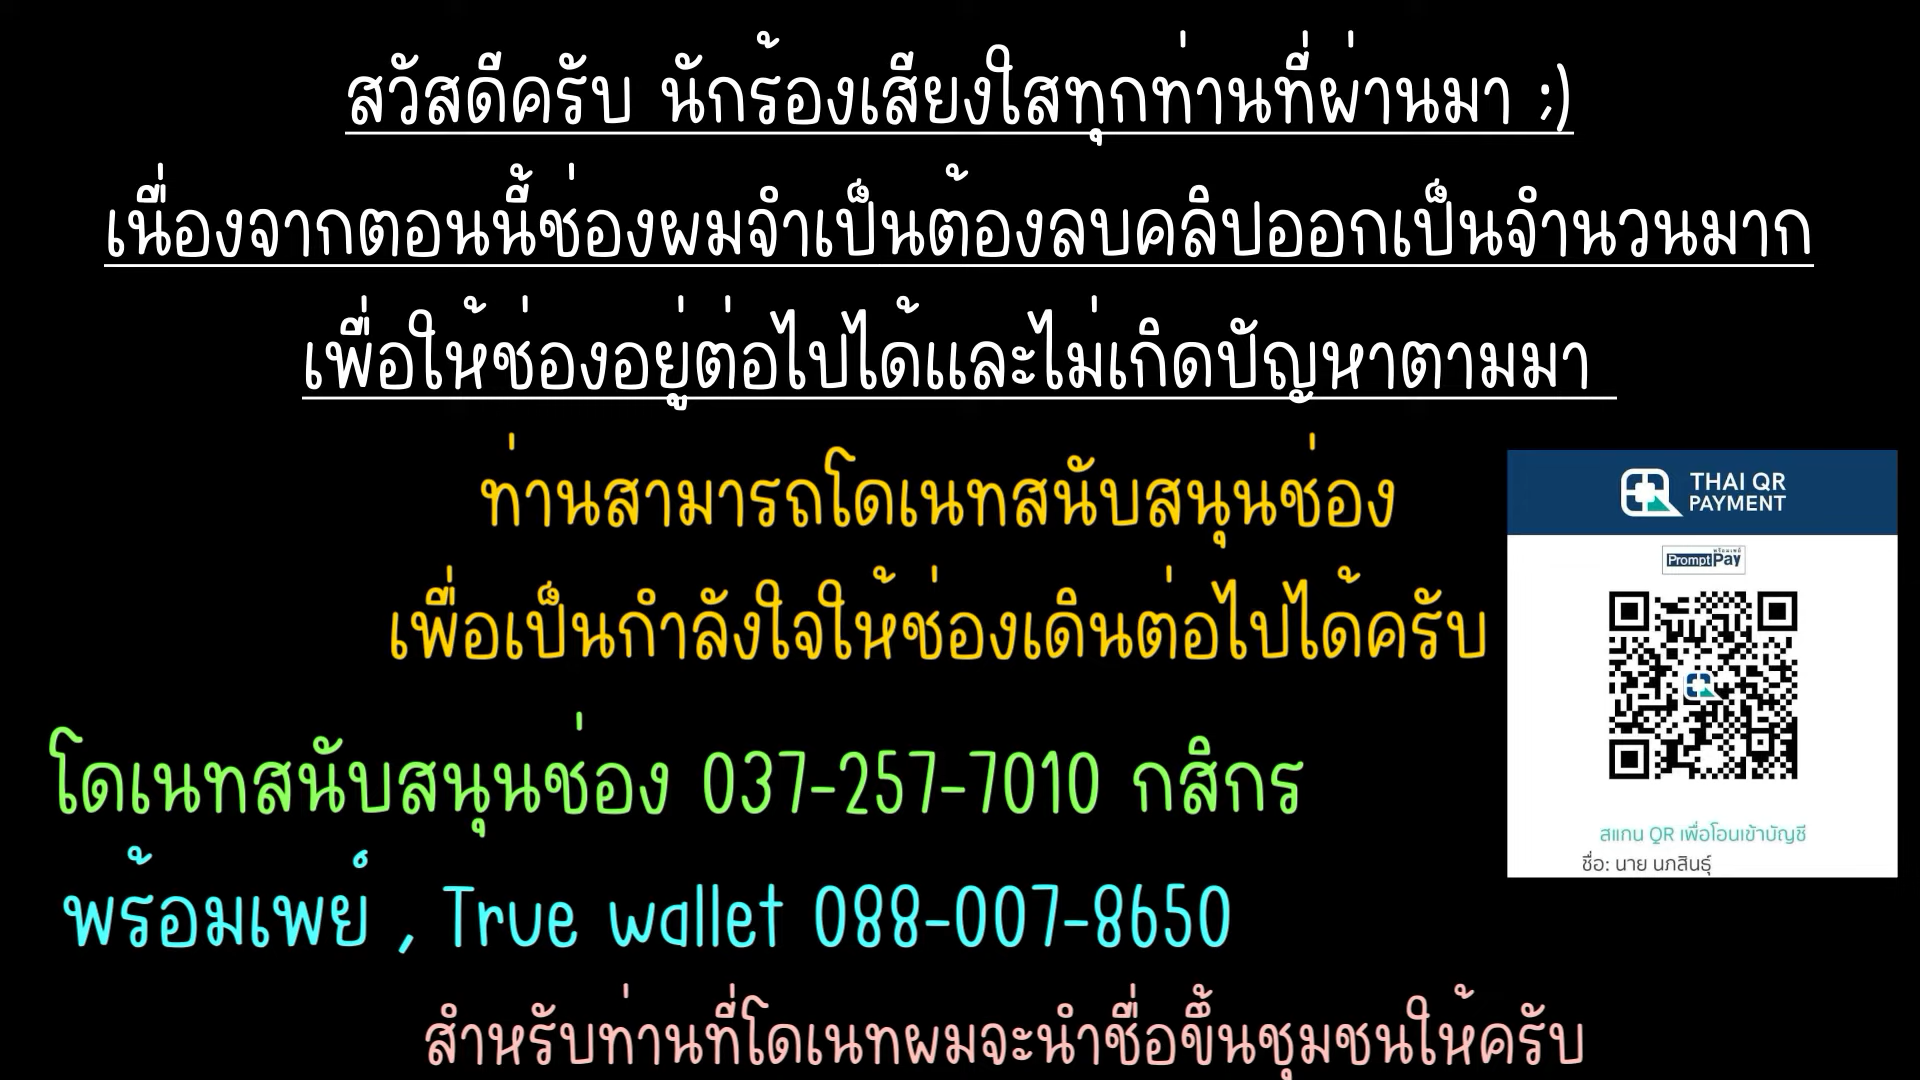 สวัสดีครับ นักร้องเสียงใสทุกท่านที่ผ่านมา ;)
เนื่องจากตอนนี้ช่องผมจำเป็นต้องลบคลิปออกเป็นจำนวนมาก
เพื่อให้ช่องอยู่ต่อไปได้และไม่เกิดปัญหาตามมา
ท่านสามารถโดเนทสนับสนุนช่อง
เพื่อเป็นกำลังใจให้ช่องเดินต่อไปได้ครับ
THAI QR
PAYMENT
พร้อมเพย์
PromptPay
โดเนทสนับสนุนช่อง 037-257-7010 กสิกร
สแกน QR เพื่อโอนเข้าบัญชี
ชื่อ: นาย นภสินธุ์
พร้อมเพย์ , True wallet 088-007-8650
สำหรับท่านที่โดเนทผมจะนำชื่อขึ้นชุมชนให้ครับ